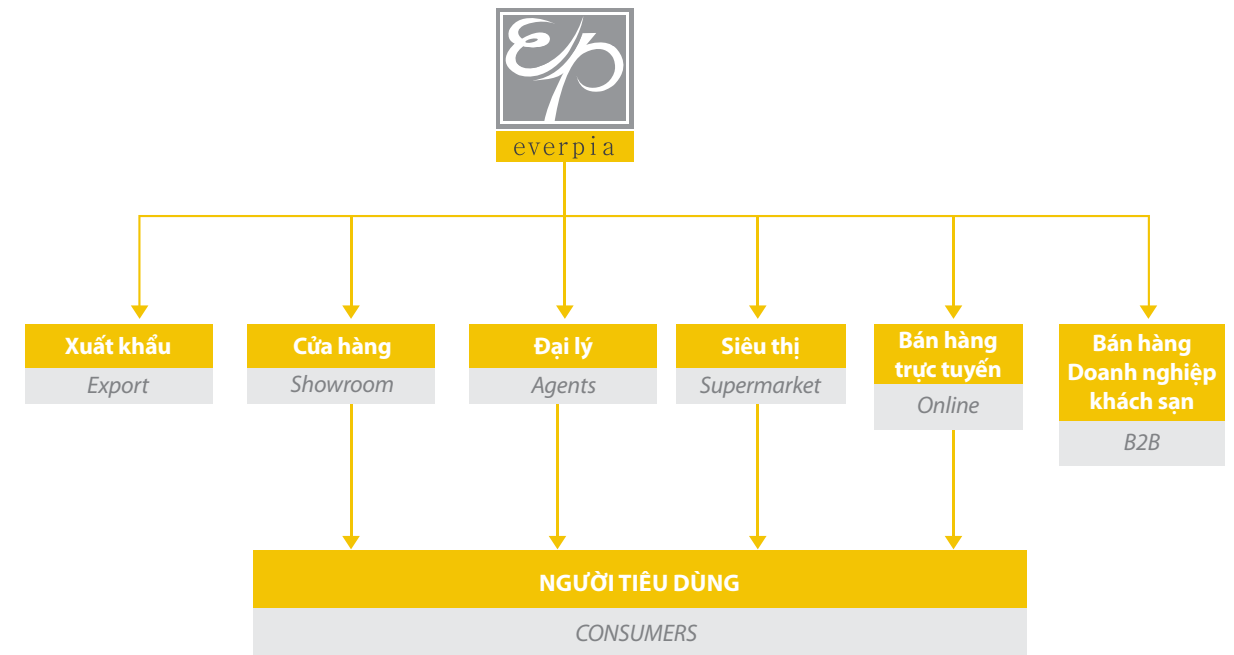 ep
everpia
Xuất khẩu
Export
Cửa hàng
Showroom
Đại lý
Agents
Siêu thị
Supermarket
Bán hàng
trực tuyến
Online
Bán hàng
Doanh nghiệp
khách sạn
B2B
NGƯỜI TIÊU DÙNG
CONSUMERS